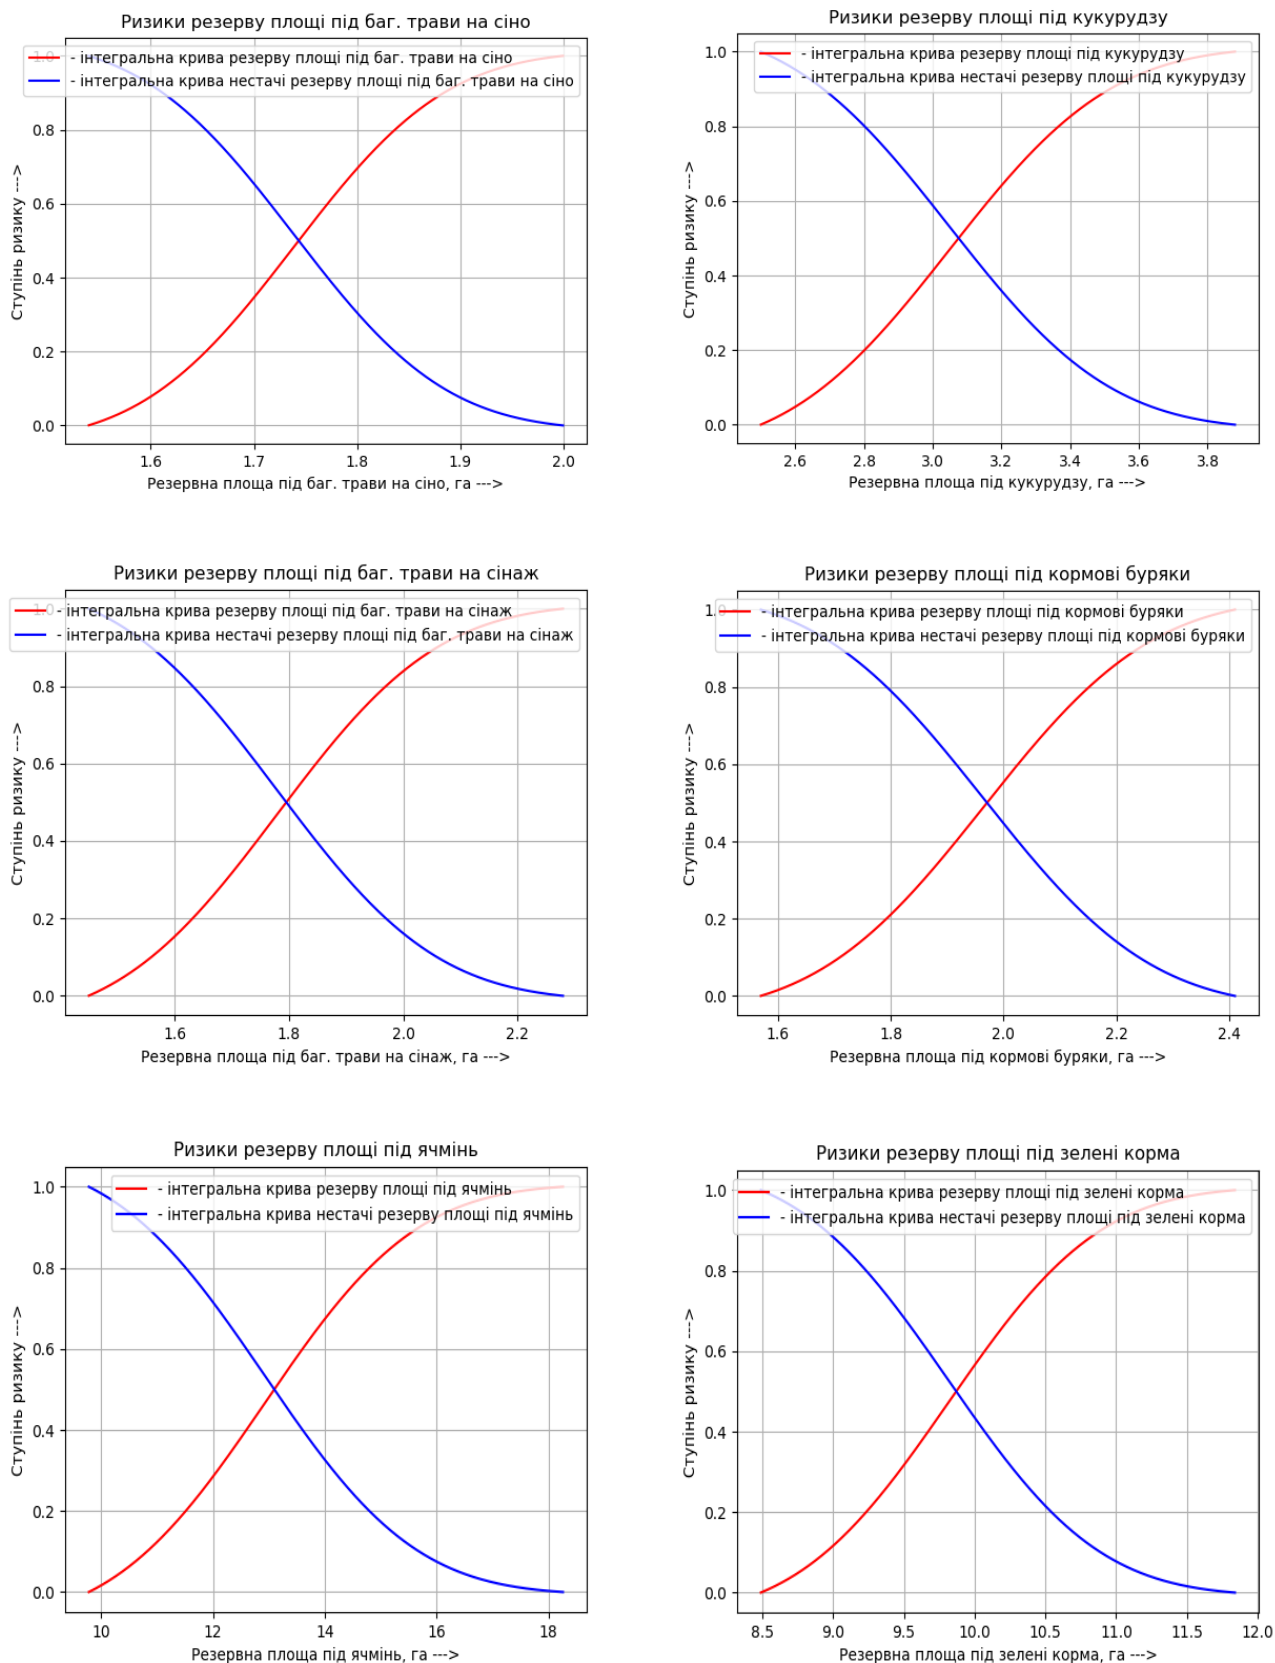 Ризики резерву площі під баг. трави на сіно
- інтегральна крива резерву площі під баг. трави на сіно
- інтегральна крива нестачі резерву площі під баг. трави на сіно
Ступінь ризику --->
1.0
0.8
0.6
0.4
0.2
0.0
1.6 1.7 1.8 1.9 2.0
Резервна площа під баг. трави на сіно, га --->
Ризики резерву площі під кукурудзу
- інтегральна крива резерву площі під кукурудзу
- інтегральна крива нестачі резерву площі під кукурудзу
Ступінь ризику --->
1.0
0.8
0.6
0.4
0.2
0.0
2.6 2.8 3.0 3.2 3.4 3.6 3.8
Резервна площа під кукурудзу, га --->
Ризики резерву площі під баг. трави на сінаж
- інтегральна крива резерву площі під баг. трави на сінаж
- інтегральна крива нестачі резерву площі під баг. трави на сінаж
Ступінь ризику --->
1.0
0.8
0.6
0.4
0.2
0.0
1.6 1.8 2.0 2.2
Резервна площа під баг. трави на сінаж, га --->
Ризики резерву площі під кормові буряки
- інтегральна крива резерву площі під кормові буряки
- інтегральна крива нестачі резерву площі під кормові буряки
Ступінь ризику --->
1.0
0.8
0.6
0.4
0.2
0.0
1.6 1.8 2.0 2.2 2.4
Резервна площа під кормові буряки, га --->
Ризики резерву площі під ячмінь
- інтегральна крива резерву площі під ячмінь
- інтегральна крива нестачі резерву площі під ячмінь
Ступінь ризику --->
1.0
0.8
0.6
0.4
0.2
0.0
10 12 14 16 18
Резервна площа під ячмінь, га --->
Ризики резерву площі під зелені корма
- інтегральна крива резерву площі під зелені корма
- інтегральна крива нестачі резерву площі під зелені корма
Ступінь ризику --->
1.0
0.8
0.6
0.4
0.2
0.0
8.5 9.0 9.5 10.0 10.5 11.0 11.5 12.0
Резервна площа під зелені корма, га --->